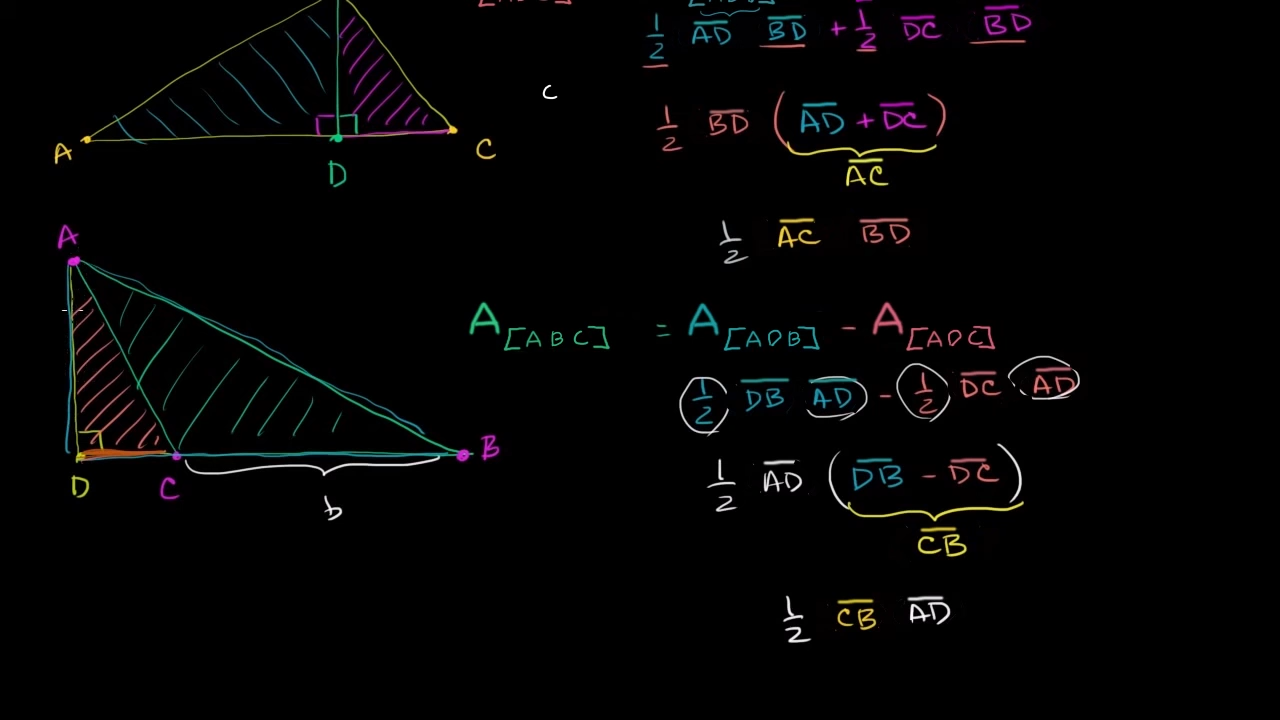 1/2 AD BD + 1/2 DC BD
c
1/2 BD (AD + DC)
AC
A
C
D
1/2 AC BD
A
A[ABC] = A[ADB] - A[ADC]
1/2 DB AD - 1/2 DC AD
B
D
C
b
1/2 AD (DB - DC)
CB
1/2 CB AD